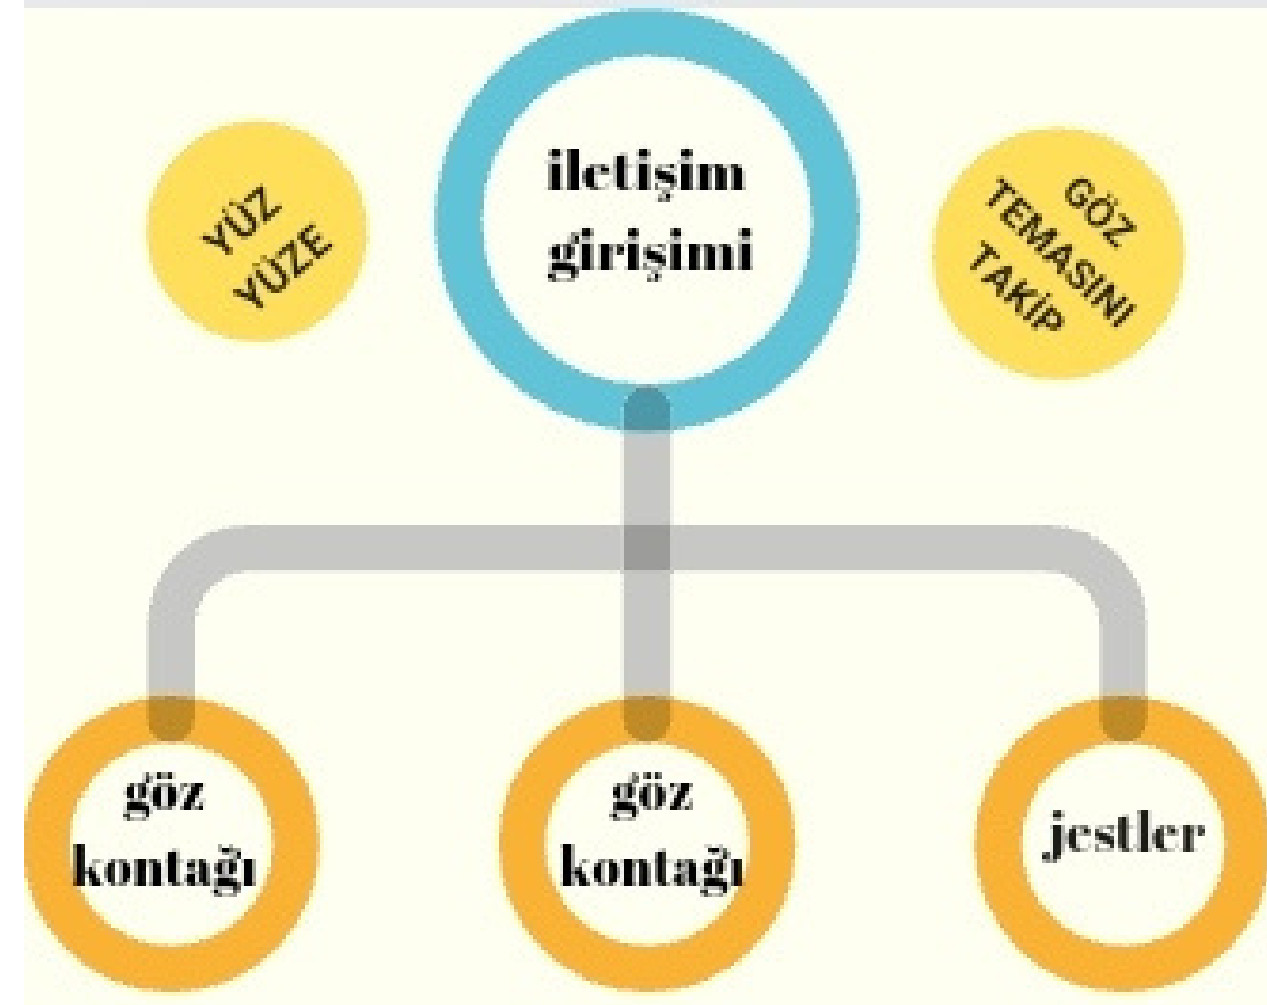 iletişim
girişimi
YÜZ
YÜZE
GÖZ
TEMASINI
TAKİP
göz
kontağı
göz
kontağı
jestler